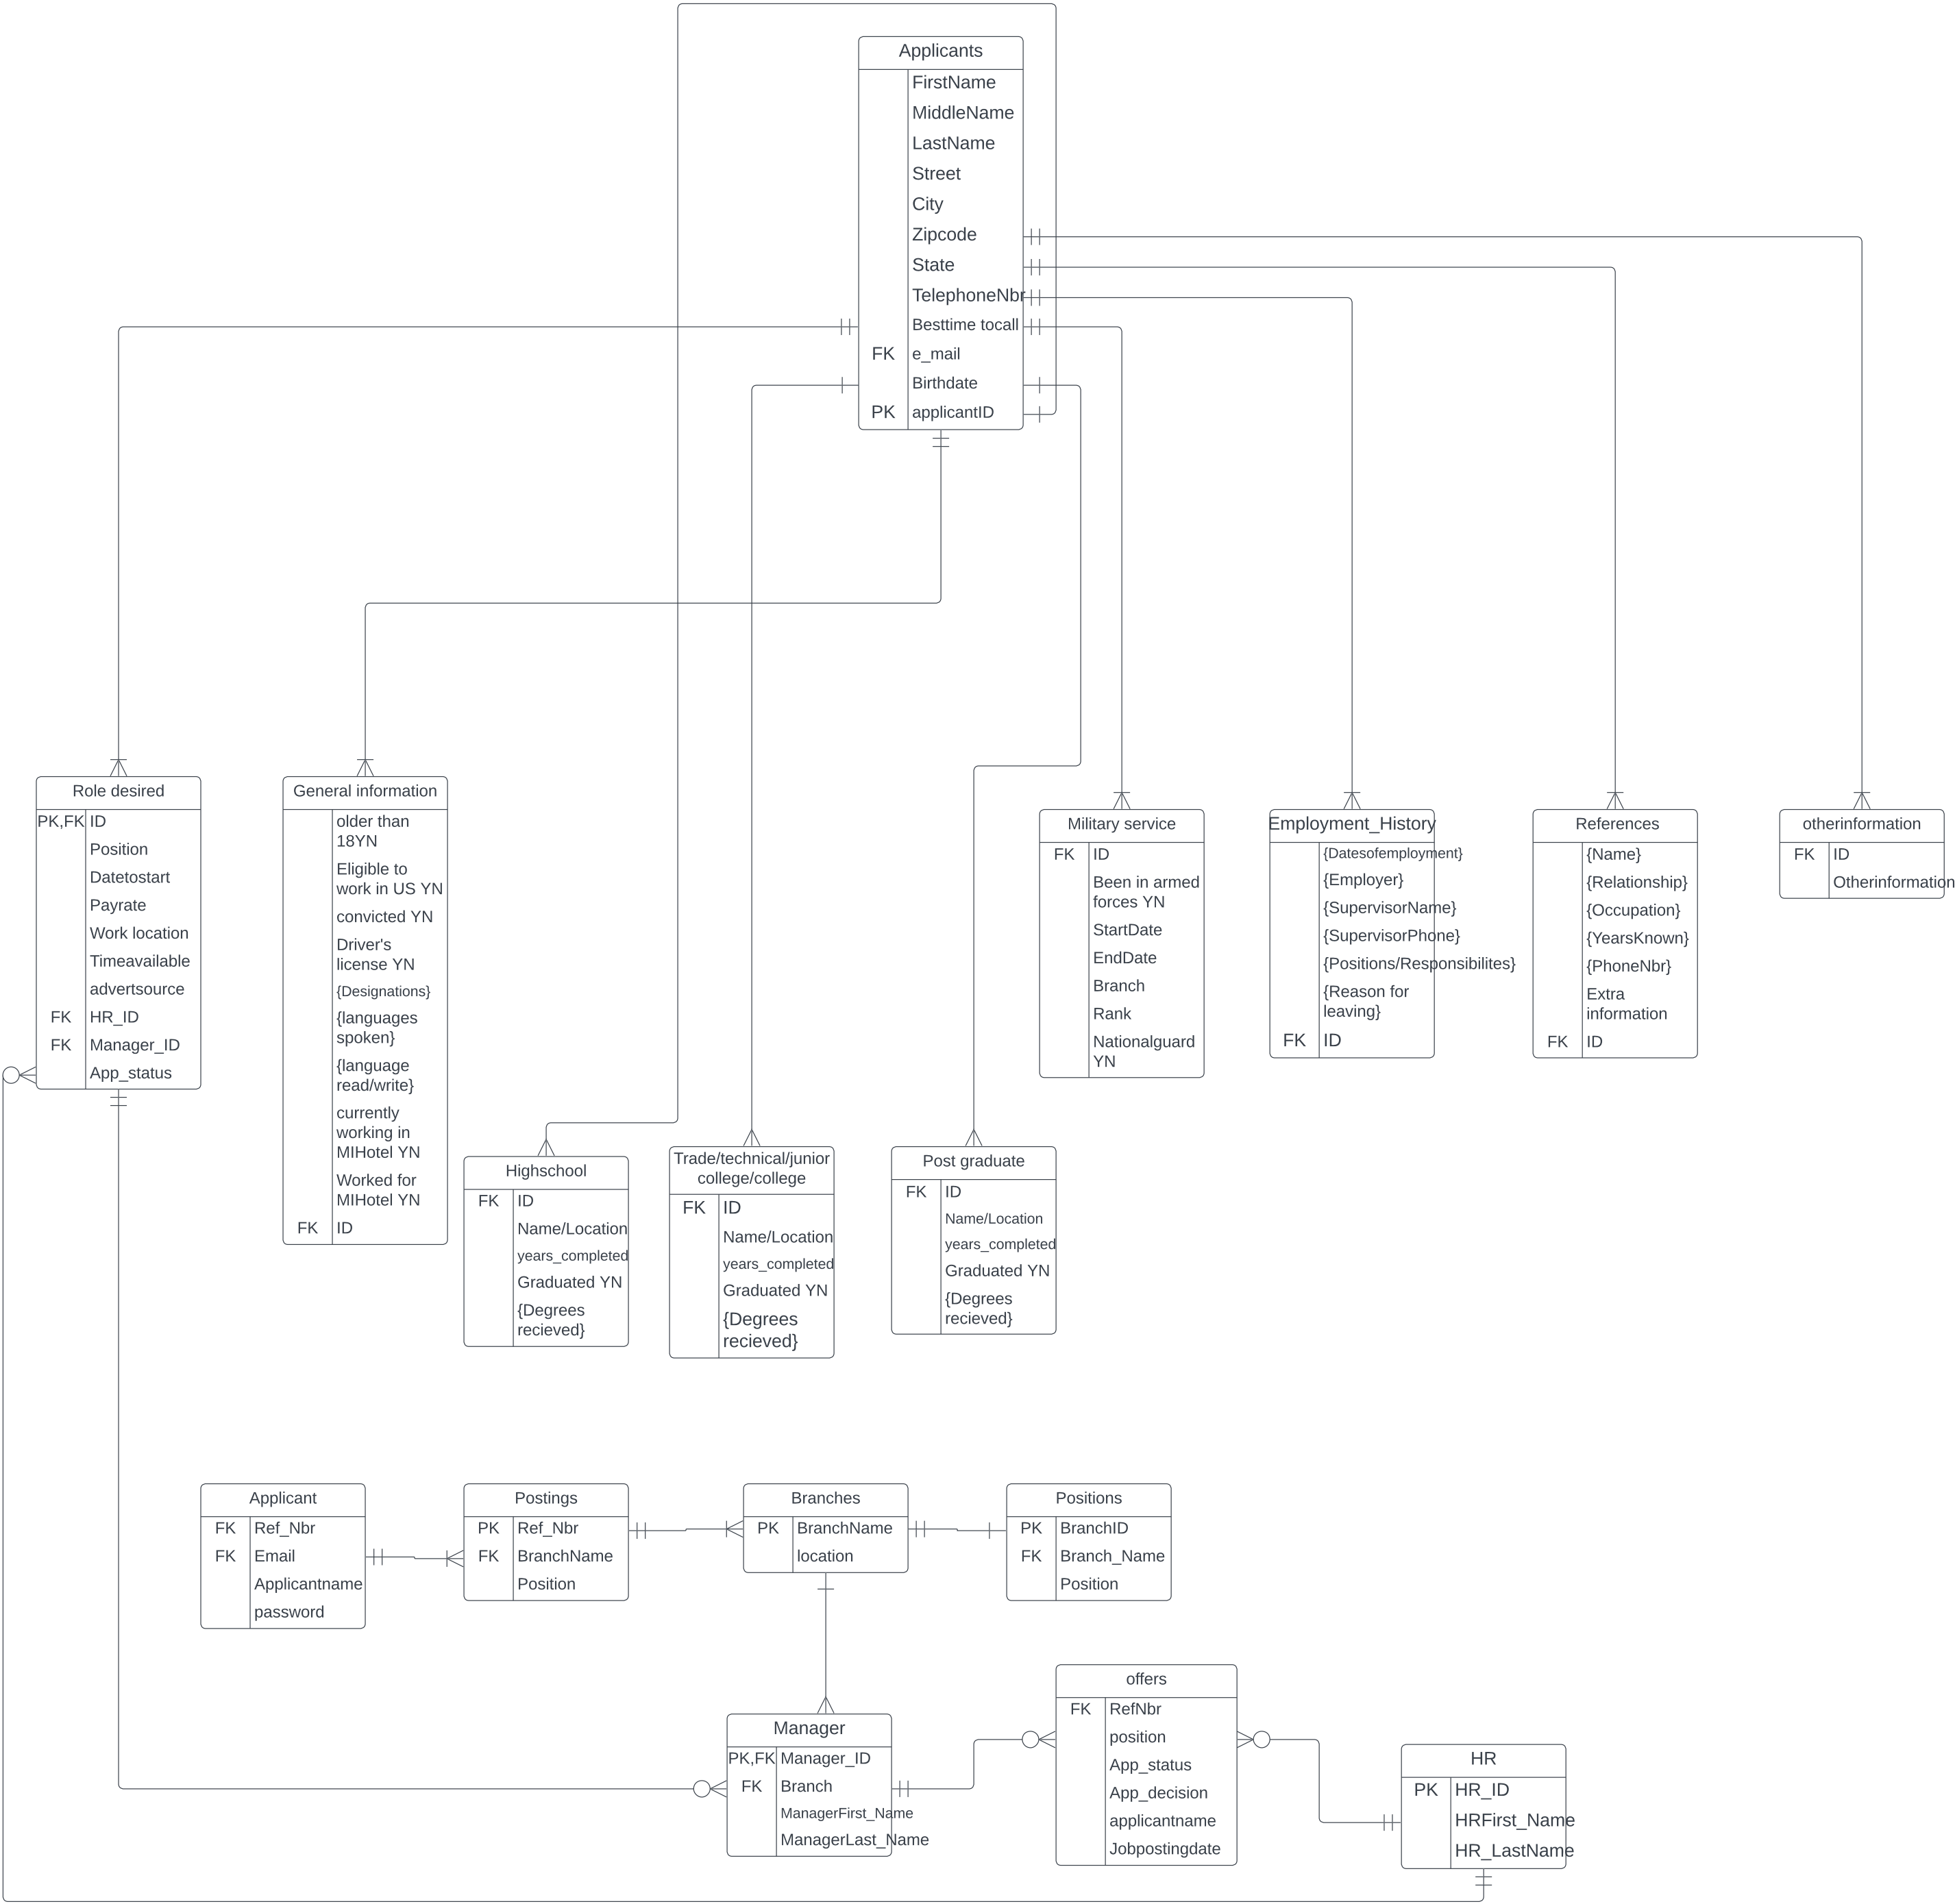 Applicants
FirstName
MiddleName
LastName
Street
City
Zipcode
State
TelephoneNbr
Besttime tocall
FK e_mail
Birthdate
PK applicantID
Role desired
PK,FK ID
Position
Datetostart
Payrate
Work location
Timeavailable
advertsource
FK HR_ID
FK Manager_ID
App_status
General information
older than
18YN
Eligible to
work in US YN
convicted YN
Driver's
license YN
{Designations}
{languages
spoken}
{language
read/write}
currently
working in
MIHotel YN
Worked for
MIHotel YN
FK ID
Highschool
FK ID
Name/Location
years_completed
Graduated YN
{Degrees
recieved}
Trade/technical/junior
college/college
FK ID
Name/Location
years_completed
Graduated YN
{Degrees
recieved}
Post graduate
FK ID
Name/Location
years_completed
Graduated YN
{Degrees
recieved}
Military service
FK ID
Been in armed
forces YN
StartDate
EndDate
Branch
Rank
Nationalguard
YN
Employment_History
{Datesofemployment}
{Employer}
{SupervisorName}
{SupervisorPhone}
{Positions/Responsibilites}
{Reason for
leaving}
FK ID
References
{Name}
{Relationship}
{Occupation}
{YearsKnown}
{PhoneNbr}
Extra
information
FK ID
otherinformation
FK ID
Otherinformation
Applicant
FK Ref_Nbr
FK Email
Applicantname
password
Postings
PK Ref_Nbr
FK BranchName
Position
Branches
PK BranchName
location
Positions
PK BranchID
FK Branch_Name
Position
Manager
PK,FK Manager_ID
FK Branch
ManagerFirst_Name
ManagerLast_Name
offers
FK RefNbr
position
App_status
App_decision
applicantname
Jobpostingdate
HR
PK HR_ID
HRFirst_Name
HR_LastName